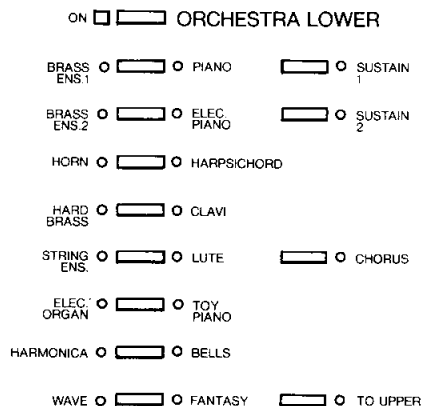 ON ORCHESTRA LOWER
BRASS PIANO SUSTAIN
ENS.1 1
BRASS ELEC. SUSTAIN
ENS.2 PIANO 2
HORN HARPSICHORD
HARD CLAVI
BRASS
STRING LUTE CHORUS
ENS.
ELEC. TOY
ORGAN PIANO
HARMONICA BELLS
WAVE FANTASY TO UPPER